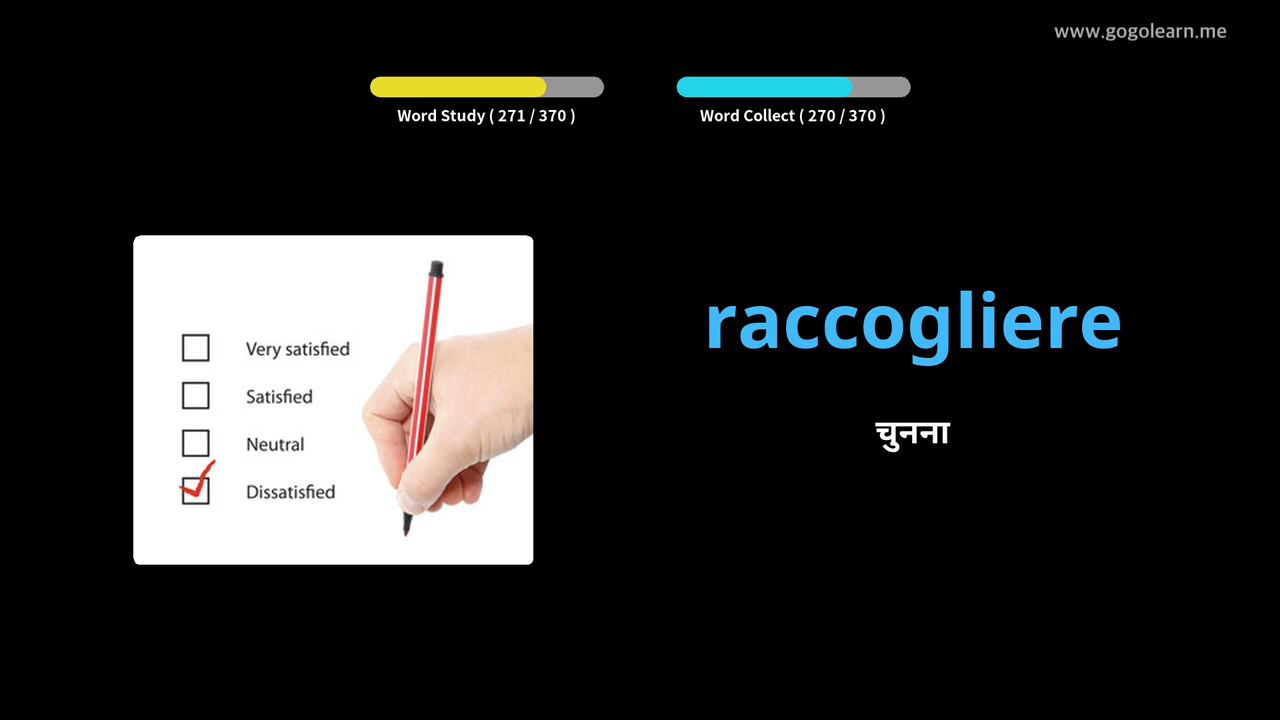 www.gogolearn.me
Word Study ( 271 / 370 )
Word Collect ( 270 / 370 )
Very satisfied
Satisfied
Neutral
Dissatisfied
raccogliere
चुनना